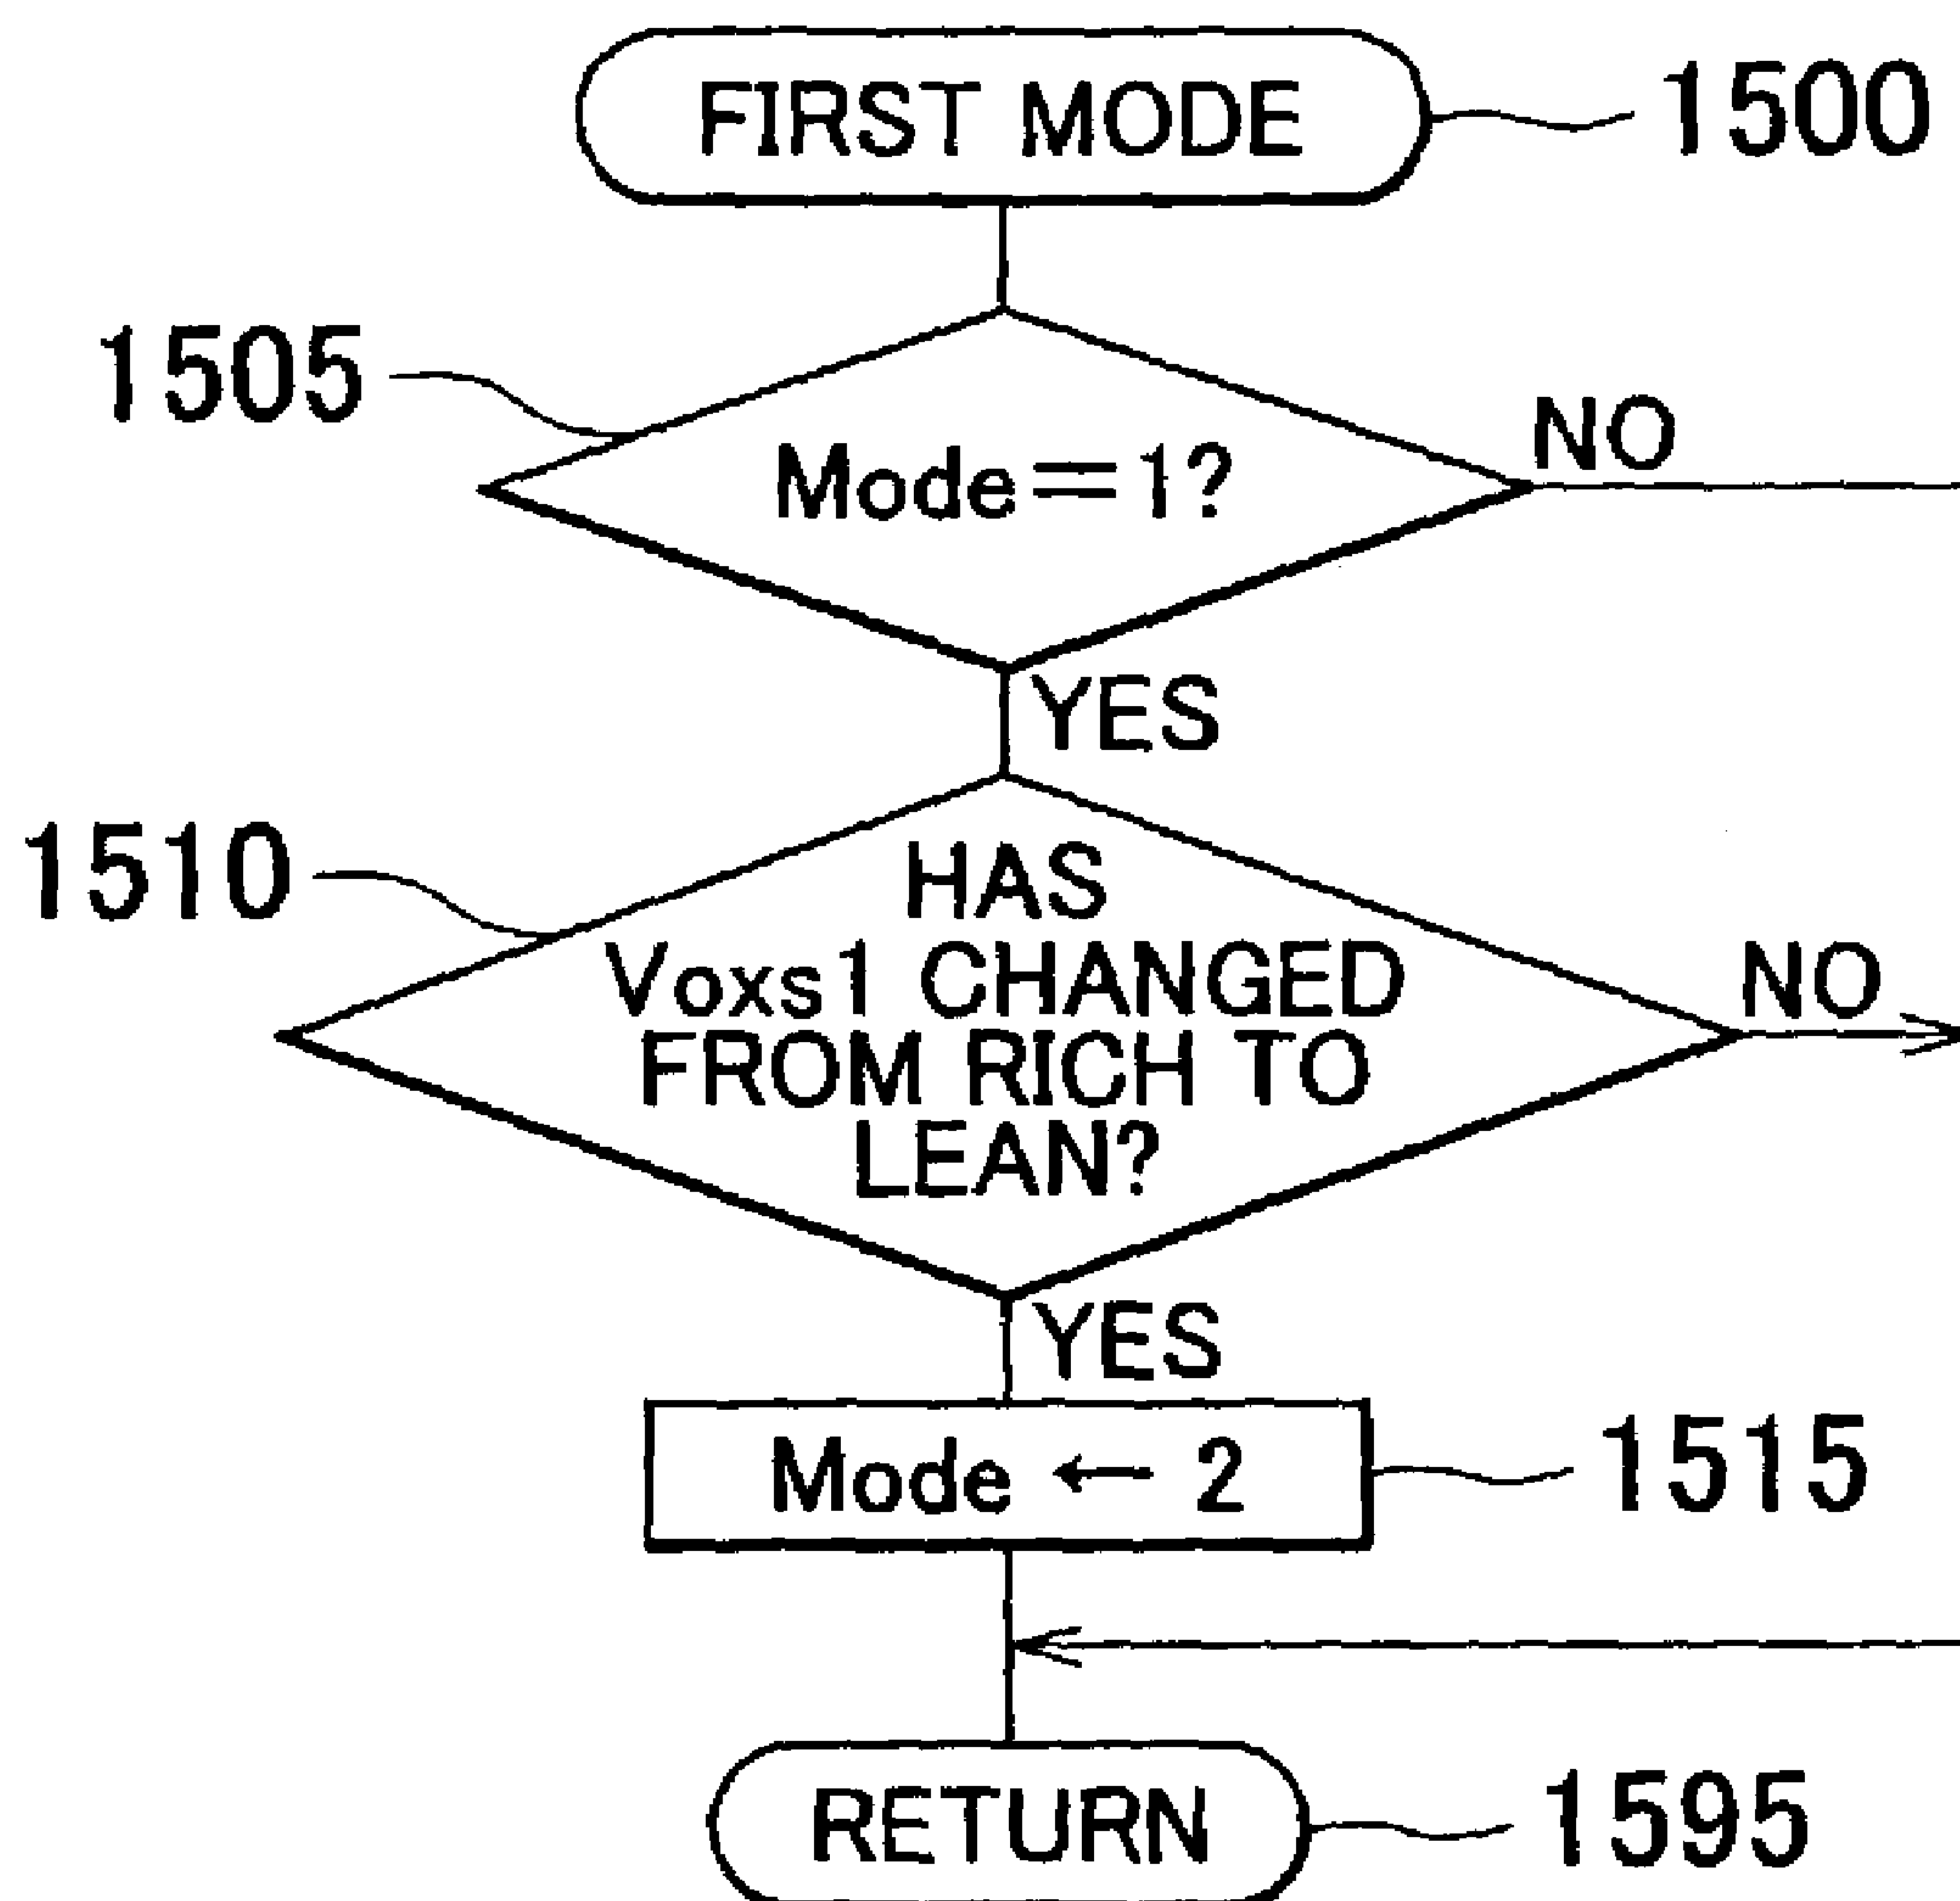 FIRST MODE
1500
1505
Mode=1?
NO
YES
1510
HAS
Voxs1 CHANGED
FROM RICH TO
LEAN?
NO
YES
Mode ← 2
1515
RETURN
1595